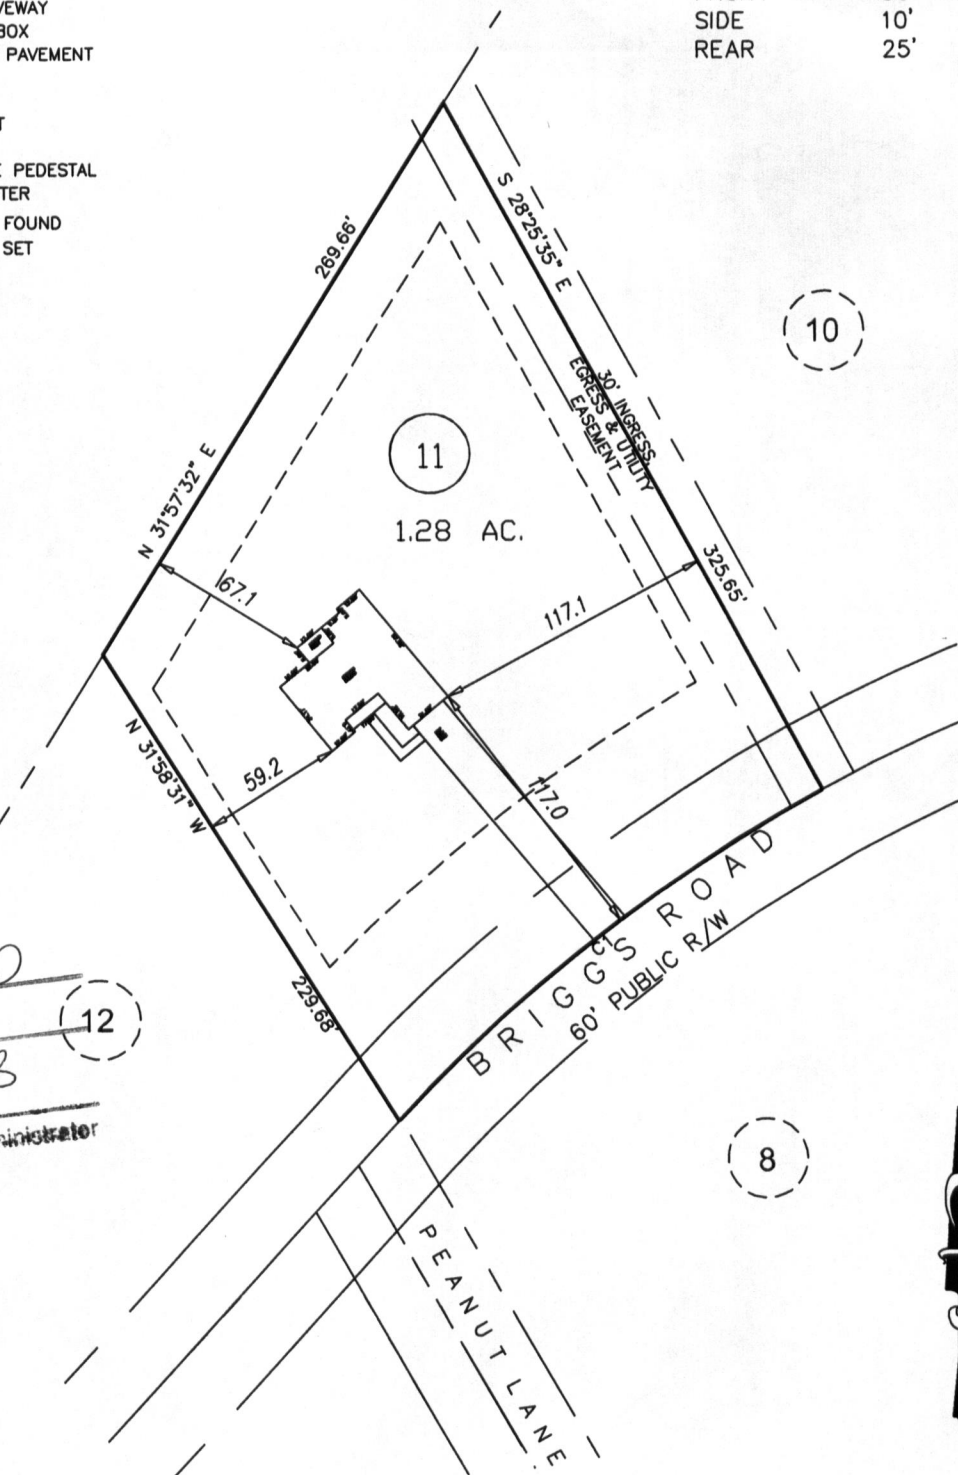 VEWAY
BOX
PAVEMENT
PEDESTAL
FOUND
SET
SIDE 10'
REAR 25'
269.66'
N 31°57'32" E
S 28°25'35" E
30' INGRESS,
EGRESS & UTILITY
EASEMENT
10
11
1.28 AC.
67.1
117.1
325.65'
59.2
N 31°58'31" W
117.0
C1
229.68'
BRIGGS ROAD
60' PUBLIC R/W
12
8
PEANUT LANE